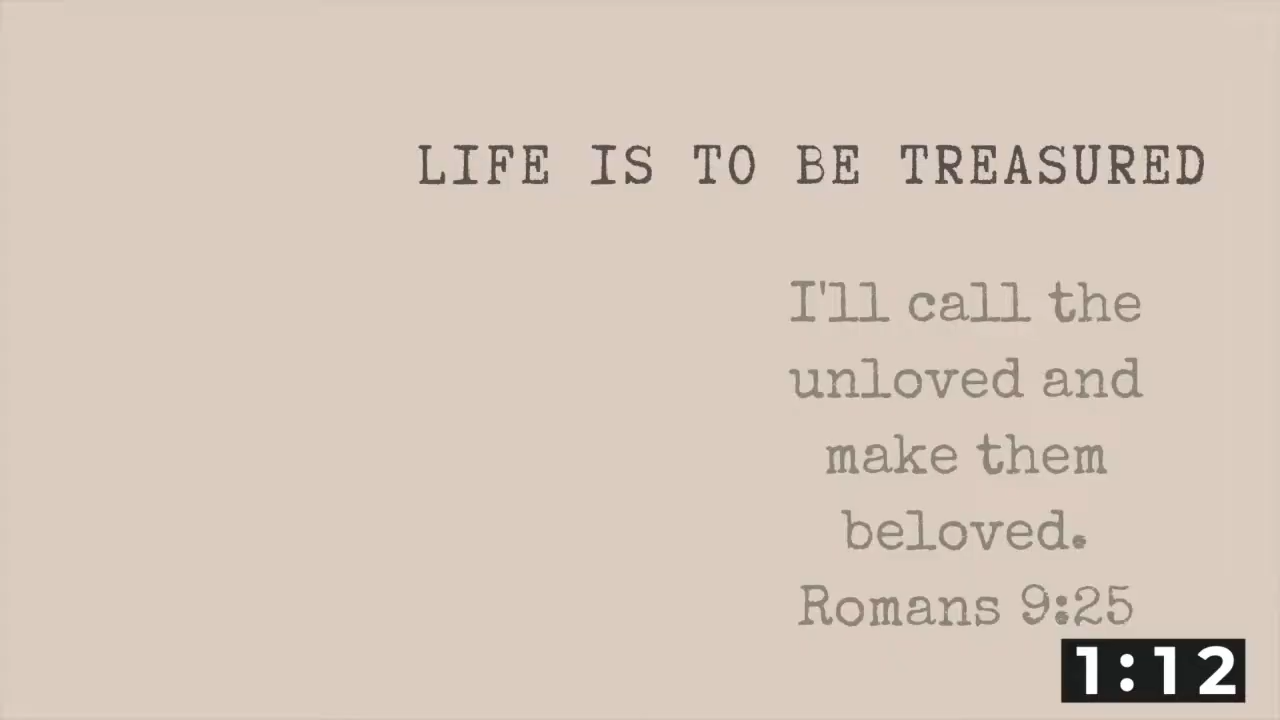 LIFE IS TO BE TREASURED
I'll call the
unloved and
make them
beloved.
Romans 9:25
1:12